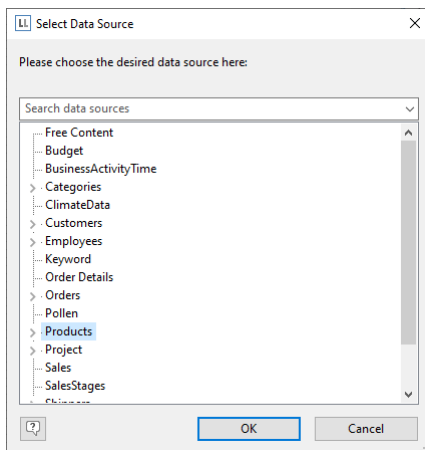 LL Select Data Source
Please choose the desired data source here:
Search data sources
Free Content
Budget
BusinessActivityTime
Categories
ClimateData
Customers
Employees
Keyword
Order Details
Orders
Pollen
Products
Project
Sales
SalesStages
Shippers
OK
Cancel